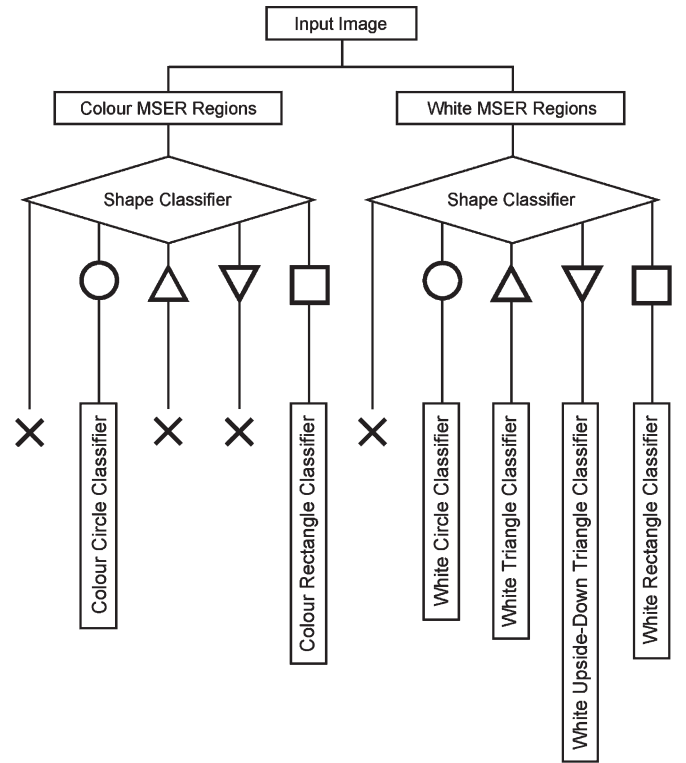 Input Image
Colour MSER Regions
White MSER Regions
Shape Classifier
Shape Classifier
Colour Circle Classifier
Colour Rectangle Classifier
White Circle Classifier
White Triangle Classifier
White Upside-Down Triangle Classifier
White Rectangle Classifier